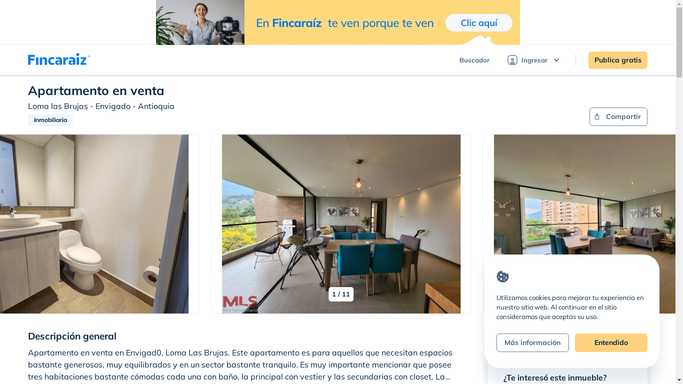 En Fincaraíz te ven porque te ven
Clic aquí
Fincaraíz
Buscador
Ingresar
Publica gratis
Apartamento en venta
Loma las Brujas - Envigado - Antioquia
Inmobiliaria
Compartir
MLS
1 / 11
Utilizamos cookies para mejorar tu experiencia en
nuestro sitio web. Al continuar en el sitio
consideramos que aceptas su uso.
Más información
Entendido
Descripción general
Apartamento en venta en Envigad0, Loma Las Brujas. Este apartamento es para aquellos que necesitan espacios
bastante generosos, muy equilibrados y en un sector bastante tranquilo. Es muy importante mencionar que posee
tres habitaciones bastante cómodas cada una con baño, la principal con vestier y las secundarias con closet. La...
¿Te interesó este inmueble?